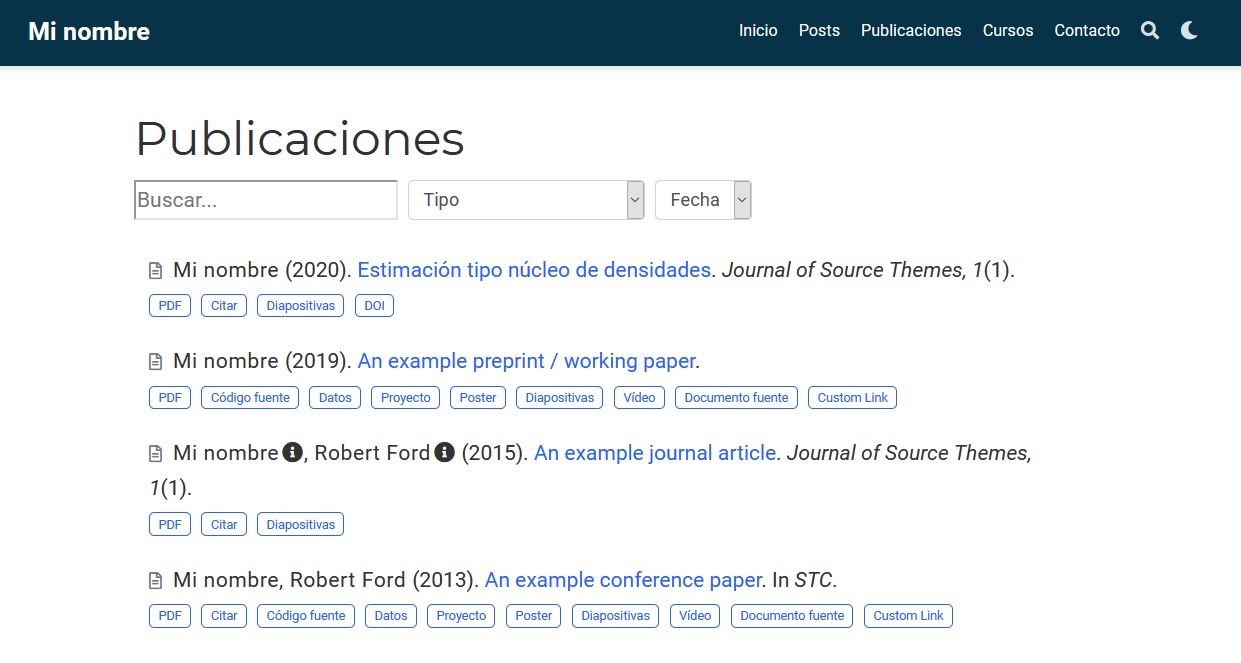 Mi nombre Inicio Posts Publicaciones Cursos Contacto
Publicaciones
Buscar... Tipo Fecha
Mi nombre (2020). Estimación tipo núcleo de densidades. Journal of Source Themes, 1(1).
PDF Citar Diapositivas DOI
Mi nombre (2019). An example preprint / working paper.
PDF Código fuente Datos Proyecto Poster Diapositivas Vídeo Documento fuente Custom Link
Mi nombre, Robert Ford (2015). An example journal article. Journal of Source Themes,
1(1).
PDF Citar Diapositivas
Mi nombre, Robert Ford (2013). An example conference paper. In STC.
PDF Citar Código fuente Datos Proyecto Poster Diapositivas Vídeo Documento fuente Custom Link